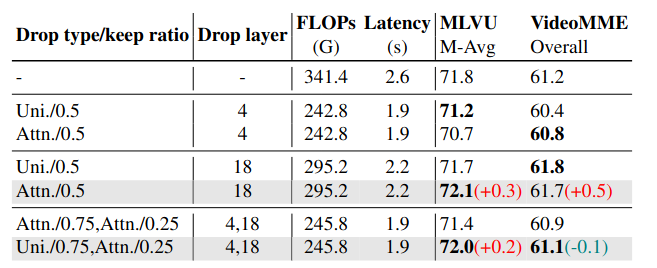 Drop type/keep ratio Drop layer FLOPs (G) Latency (s) MLVU M-Avg VideoMME Overall
- - 341.4 2.6 71.8 61.2
Uni./0.5 4 242.8 1.9 71.2 60.4
Attn./0.5 4 242.8 1.9 70.7 60.8
Uni./0.5 18 295.2 2.2 71.7 61.8
Attn./0.5 18 295.2 2.2 72.1(+0.3) 61.7(+0.5)
Attn./0.75,Attn./0.25 4,18 245.8 1.9 71.4 60.9
Uni./0.75,Attn./0.25 4,18 245.8 1.9 72.0(+0.2) 61.1(-0.1)